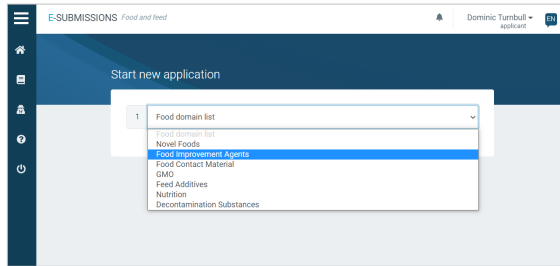 E-SUBMISSIONS Food and feed
Dominic Turnbull
applicant
EN
Start new application
1 Food domain list
Food domain list
Novel Foods
Food Improvement Agents
Food Contact Material
GMO
Feed Additives
Nutrition
Decontamination Substances